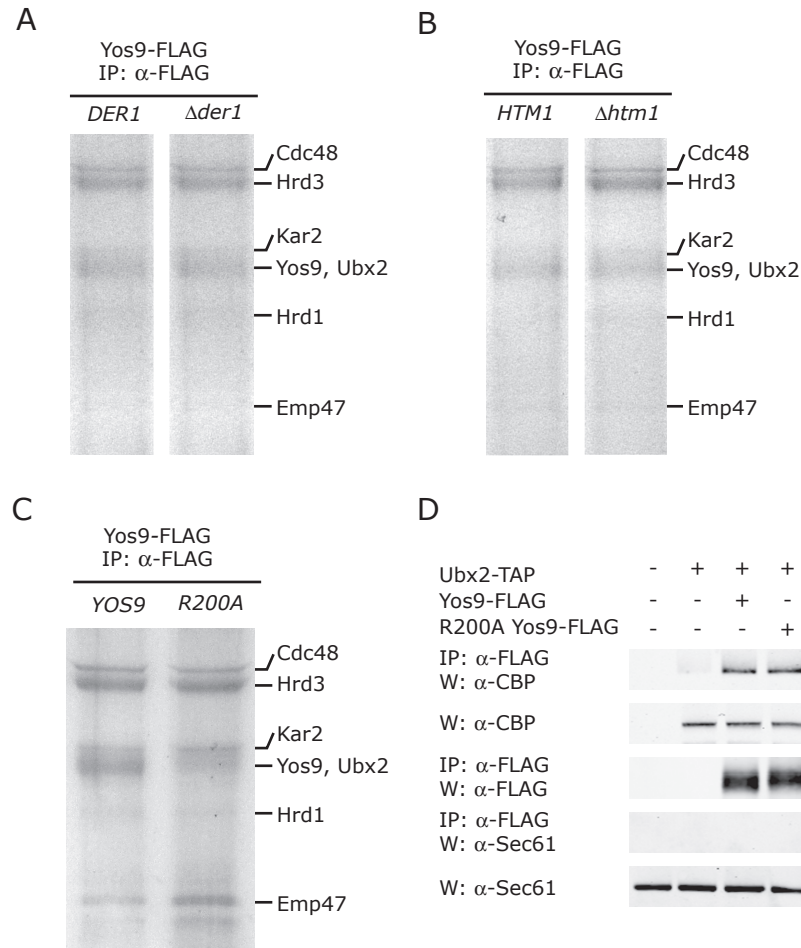 A
Yos9-FLAG
IP: α-FLAG
DER1 Δder1
Cdc48
Hrd3
Kar2
Yos9, Ubx2
Hrd1
Emp47
B
Yos9-FLAG
IP: α-FLAG
HTM1 Δhtm1
Cdc48
Hrd3
Kar2
Yos9, Ubx2
Hrd1
Emp47
C
Yos9-FLAG
IP: α-FLAG
YOS9 R200A
Cdc48
Hrd3
Kar2
Yos9, Ubx2
Hrd1
Emp47
D
Ubx2-TAP - + + +
Yos9-FLAG - - + -
R200A Yos9-FLAG - - - +
IP: α-FLAG
W: α-CBP
W: α-CBP
IP: α-FLAG
W: α-FLAG
IP: α-FLAG
W: α-Sec61
W: α-Sec61